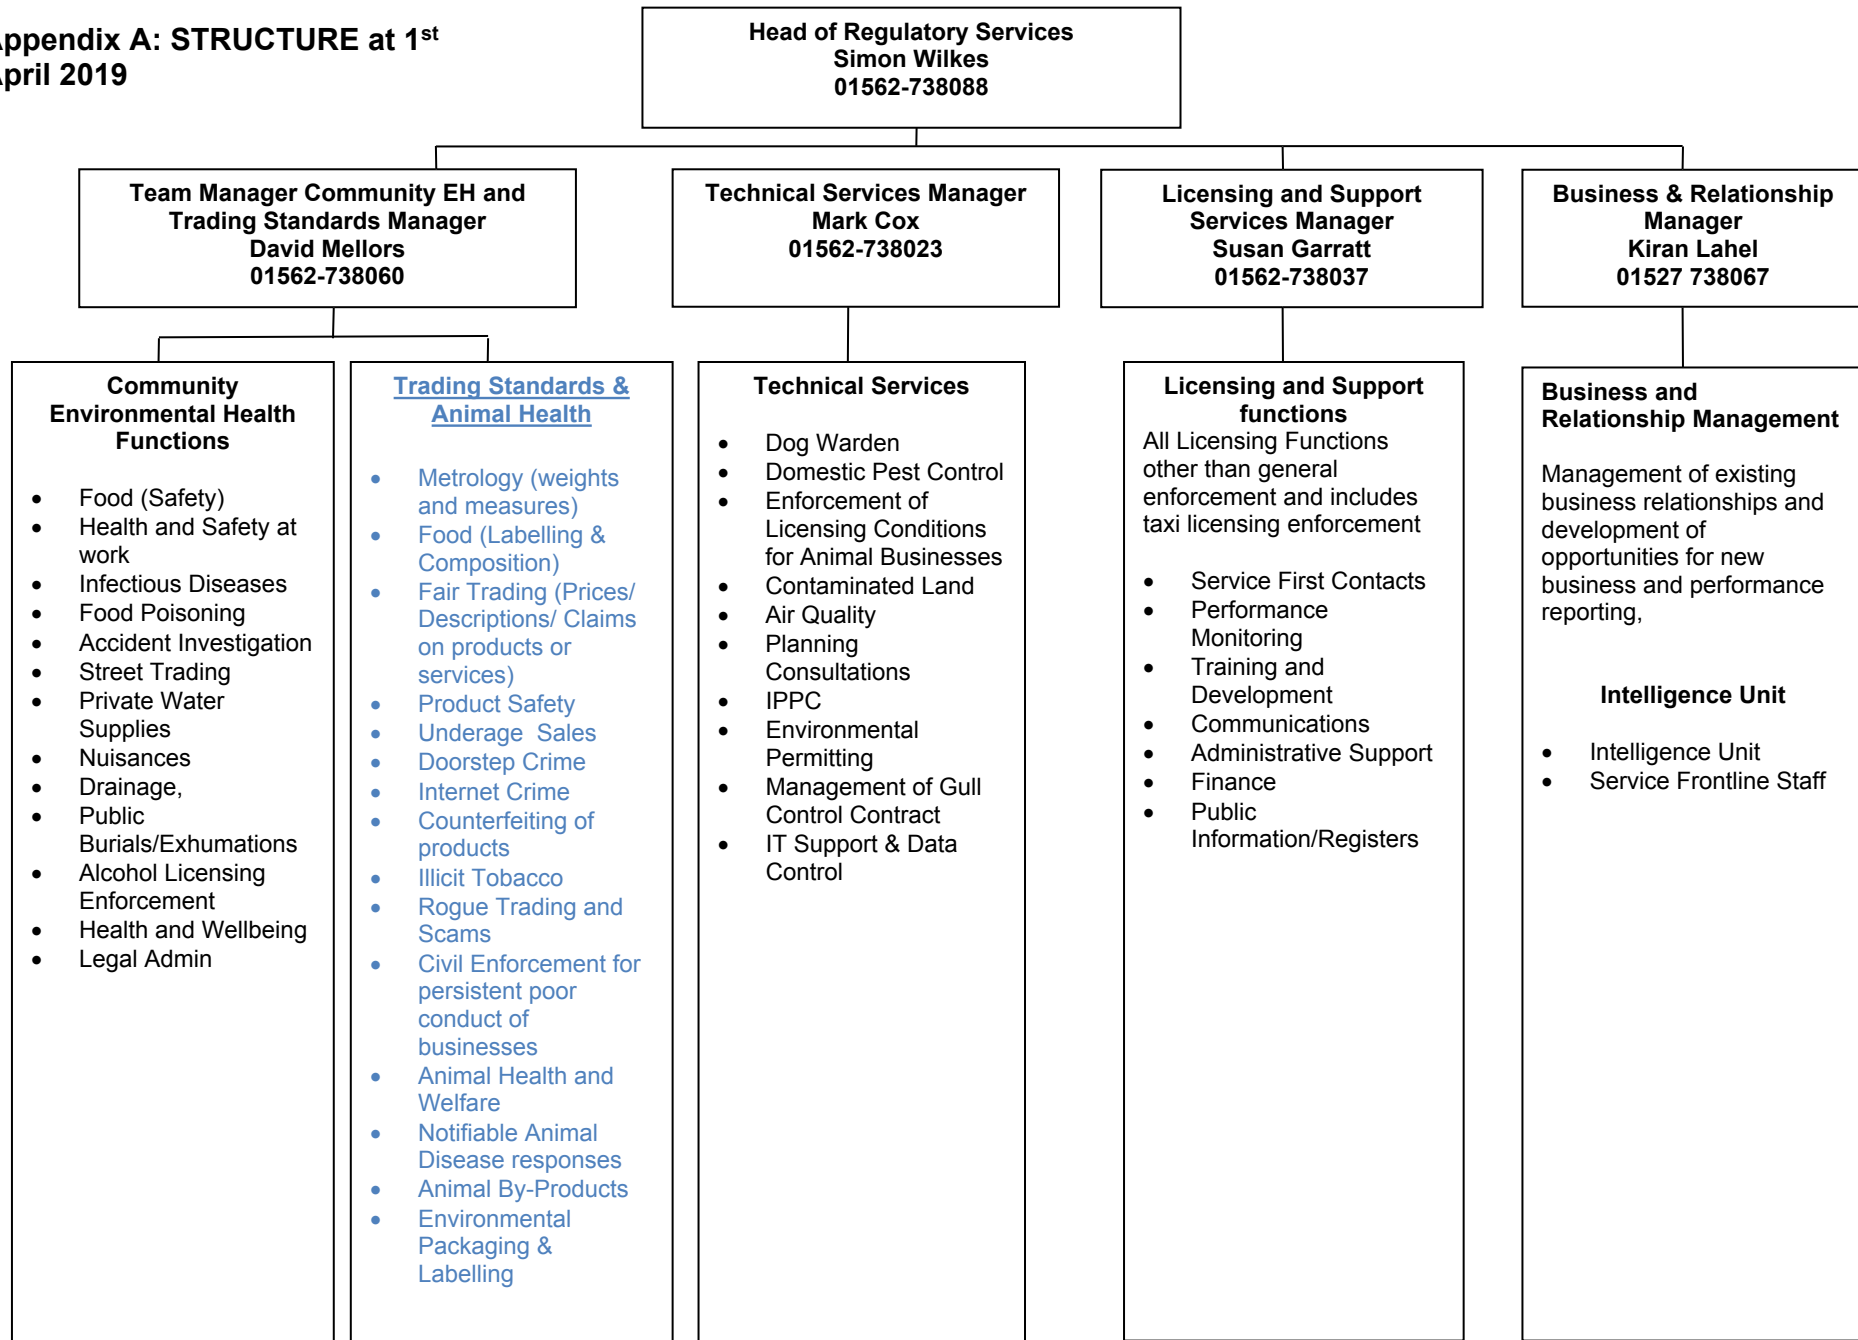 Appendix A: STRUCTURE at 1st
April 2019
Head of Regulatory Services
Simon Wilkes
01562-738088
Team Manager Community EH and
Trading Standards Manager
David Mellors
01562-738060
Technical Services Manager
Mark Cox
01562-738023
Licensing and Support
Services Manager
Susan Garratt
01562-738037
Business & Relationship
Manager
Kiran Lahel
01527 738067
Community
Environmental Health
Functions
• Food (Safety)
• Health and Safety at
work
• Infectious Diseases
• Food Poisoning
• Accident Investigation
• Street Trading
• Private Water
Supplies
• Nuisances
• Drainage,
• Public
Burials/Exhumations
• Alcohol Licensing
Enforcement
• Health and Wellbeing
• Legal Admin
Trading Standards &
Animal Health
• Metrology (weights
and measures)
• Food (Labelling &
Composition)
• Fair Trading (Prices/
Descriptions/ Claims
on products or
services)
• Product Safety
• Underage Sales
• Doorstep Crime
• Internet Crime
• Counterfeiting of
products
• Illicit Tobacco
• Rogue Trading and
Scams
• Civil Enforcement for
persistent poor
conduct of
businesses
• Animal Health and
Welfare
• Notifiable Animal
Disease responses
• Animal By-Products
• Environmental
Packaging &
Labelling
Technical Services
• Dog Warden
• Domestic Pest Control
• Enforcement of
Licensing Conditions
for Animal Businesses
• Contaminated Land
• Air Quality
• Planning
Consultations
• IPPC
• Environmental
Permitting
• Management of Gull
Control Contract
• IT Support & Data
Control
Licensing and Support
functions
All Licensing Functions
other than general
enforcement and includes
taxi licensing enforcement
• Service First Contacts
• Performance
Monitoring
• Training and
Development
• Communications
• Administrative Support
• Finance
• Public
Information/Registers
Business and
Relationship Management
Management of existing
business relationships and
development of
opportunities for new
business and performance
reporting,
Intelligence Unit
• Intelligence Unit
• Service Frontline Staff